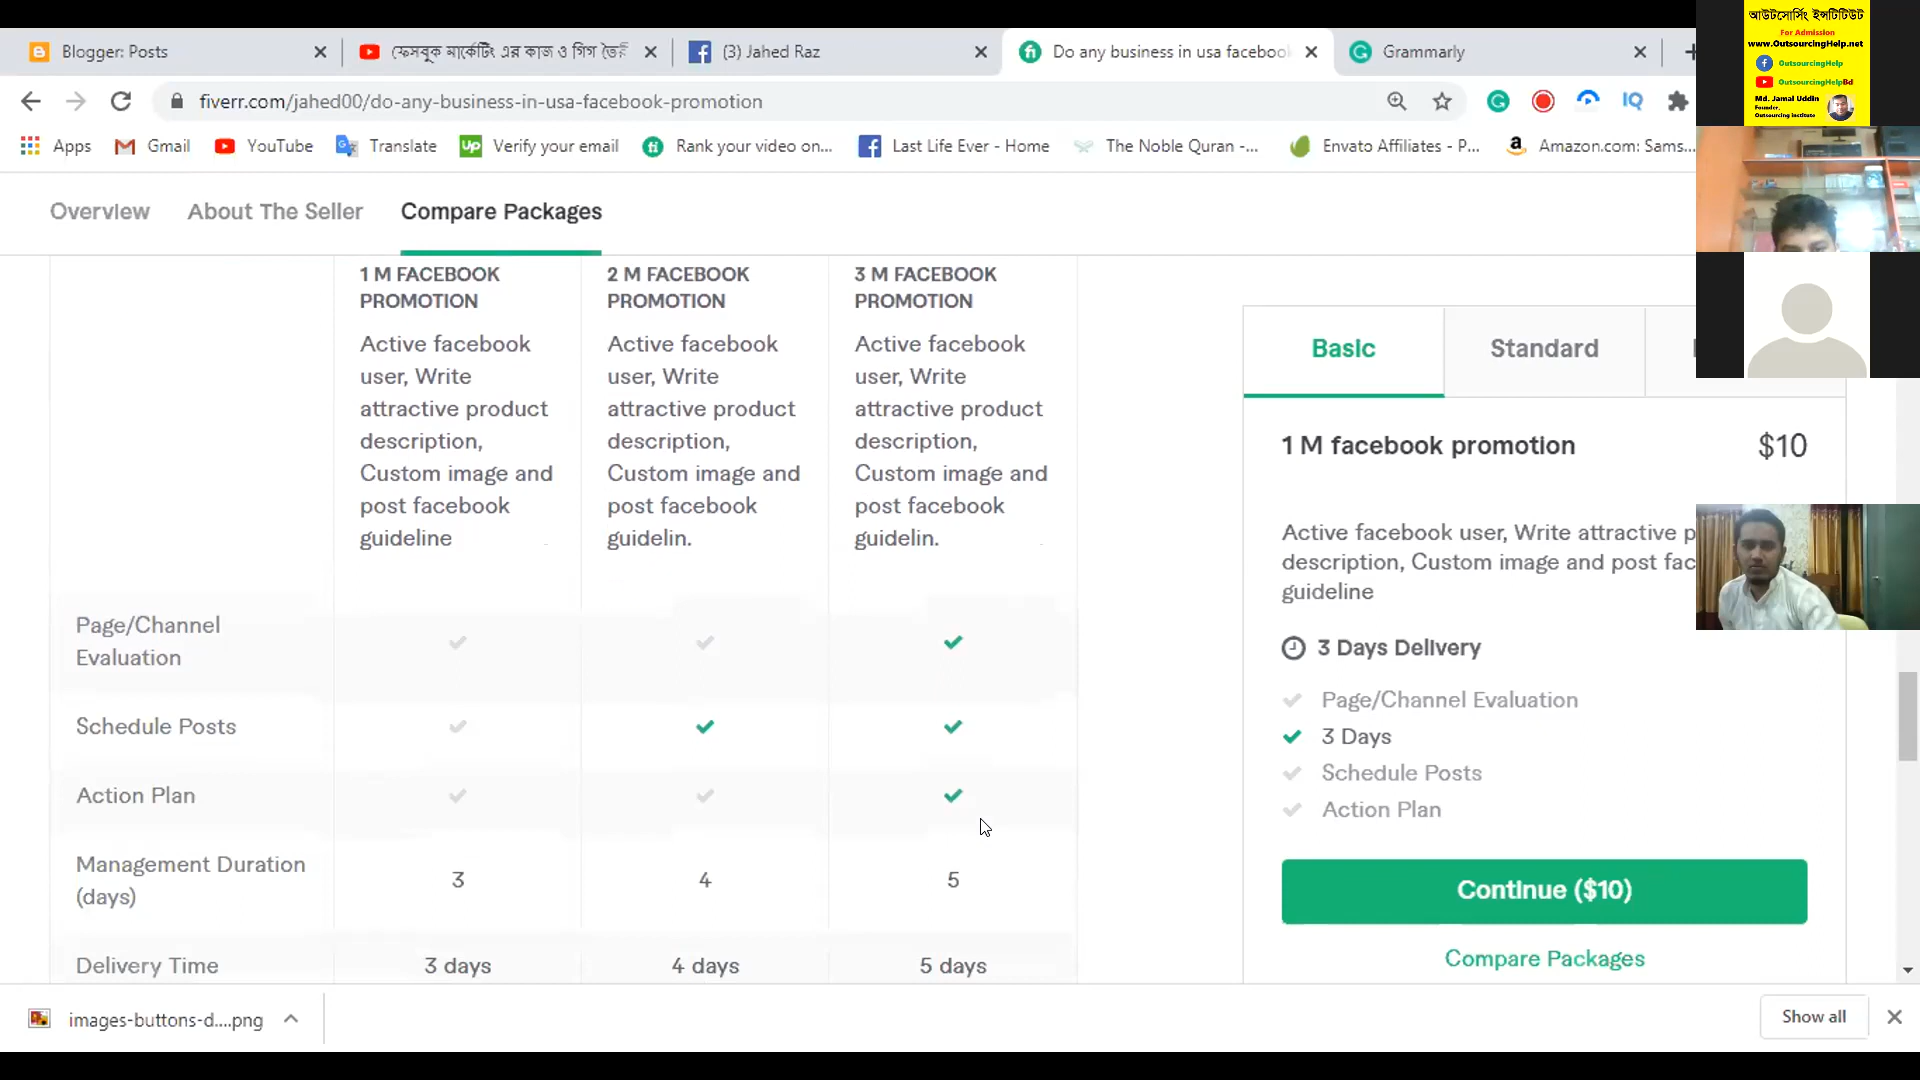 Blogger: Posts
ফেসবুক মার্কেটিং এর কাজ ও গিগ তৈরী
(3) Jahed Raz
Do any business in usa faceboo
Grammarly
fiverr.com/jahed00/do-any-business-in-usa-facebook-promotion
Apps
Gmail
YouTube
Translate
Verify your email
Rank your video on...
Last Life Ever - Home
The Noble Quran -...
Envato Affiliates - P...
Amazon.com: Sams...
Overview
About The Seller
Compare Packages
1 M FACEBOOK
PROMOTION
Active facebook
user, Write
attractive product
description,
Custom image and
post facebook
guideline
2 M FACEBOOK
PROMOTION
Active facebook
user, Write
attractive product
description,
Custom image and
post facebook
guidelin.
3 M FACEBOOK
PROMOTION
Active facebook
user, Write
attractive product
description,
Custom image and
post facebook
guidelin.
Page/Channel
Evaluation
Schedule Posts
Action Plan
Management Duration
(days)
3
4
5
Delivery Time
3 days
4 days
5 days
Basic
Standard
1 M facebook promotion
$10
Active facebook user, Write attractive p
description, Custom image and post fac
guideline
3 Days Delivery
Page/Channel Evaluation
3 Days
Schedule Posts
Action Plan
Continue ($10)
Compare Packages
images-buttons-d....png
Show all
আউটসোর্সিং ইন্সটিটিউট
For Admission
www.OutsourcingHelp.net
OutsourcingHelp
OutsourcingHelpBd
Md. Jamal Uddin
Founder,
Outsourcing Institute